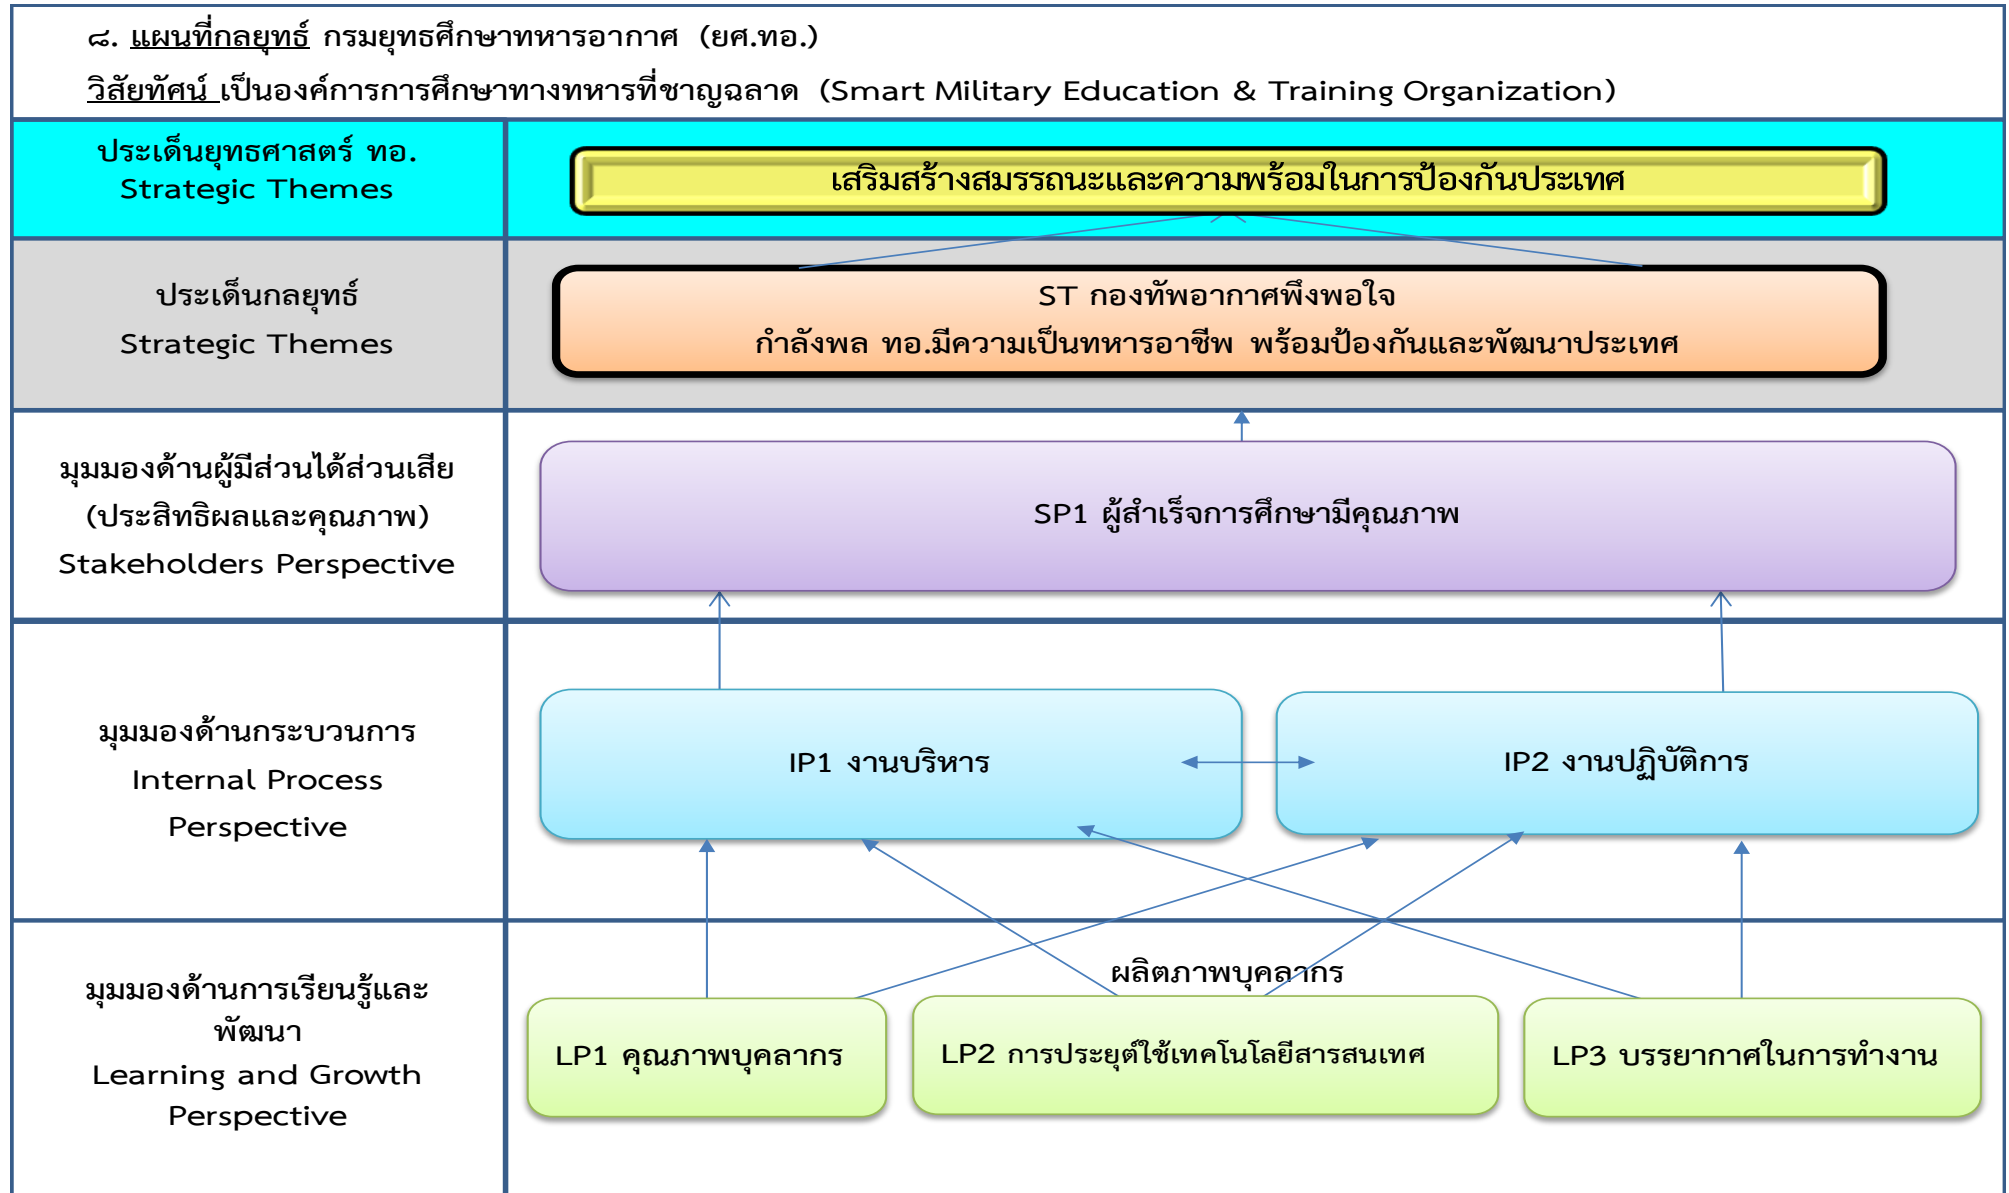 ๘. แผนที่กลยุทธ์ กรมยุทธศึกษาทหารอากาศ (ยศ.ทอ.)
วิสัยทัศน์ เป็นองค์การการศึกษาทางทหารที่ชาญฉลาด (Smart Military Education & Training Organization)
ประเด็นยุทธศาสตร์ ทอ.
Strategic Themes
เสริมสร้างสมรรถนะและความพร้อมในการป้องกันประเทศ
ประเด็นกลยุทธ์
Strategic Themes
ST กองทัพอากาศพึงพอใจ
กำลังพล ทอ.มีความเป็นทหารอาชีพ พร้อมป้องกันและพัฒนาประเทศ
มุมมองด้านผู้มีส่วนได้ส่วนเสีย
(ประสิทธิผลและคุณภาพ)
Stakeholders Perspective
SP1 ผู้สำเร็จการศึกษามีคุณภาพ
มุมมองด้านกระบวนการ
Internal Process
Perspective
IP1 งานบริหาร
IP2 งานปฏิบัติการ
มุมมองด้านการเรียนรู้และ
พัฒนา
Learning and Growth
Perspective
ผลิตภาพบุคลากร
LP1 คุณภาพบุคลากร
LP2 การประยุต์ใช้เทคโนโลยีสารสนเทศ
LP3 บรรยากาศในการทำงาน